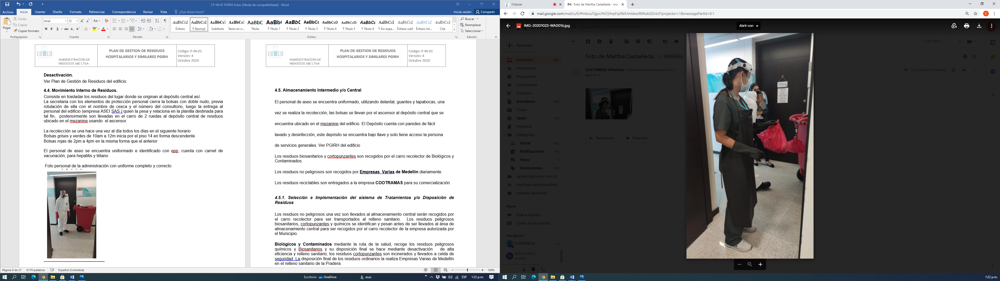 1.P-IN-01 PGIRH 4.doc [Modo de compatibilidad] - Word
Archivo Inicio Insertar Diseño Formato Referencias Correspondencia Revisar Vista ¿Qué desea hacer? Iniciar sesión Compartir
Pegar
Cortar
Copiar
Copiar formato
Portapapeles
Arial 12
Fuente
Párrafo
Énfasis ¶ Normal Subtítulo Texto en n... Título ¶ Título 1 ¶ Título 2 ¶ Título 3 ¶ Título 4 ¶ Título 5 ¶ Título 6 ¶ Sin espa... Énfasis sutil Énfasis int... Cita
Estilos
Buscar
Reemplazar
Seleccionar
Edición
cexca
ADMINISTRACION DE
NEGOCIOS S&C LTDA
PLAN DE GESTION DE RESIDUOS
HOSPITALARIOS Y SIMILARES PGIRH
Código: P-IN-01
Versión: 4
Octubre 2020
Desactivación.
Ver Plan de Gestión de Residuos del edificio.
4.4. Movimiento Interno de Residuos.
Consiste en trasladar los residuos del lugar donde se originan al depósito central así:
La secretaria con los elementos de protección personal cierra la bolsas con doble nudo, previa
rotulación de ella con el nombre de cexca y el número del consultorio, luego la entrega al
personal del edificio (empresa ASEI SAS ) quien la pesa y relaciona en la planilla destinada para
tal fin, posteriormente son llevadas en el carro de 2 ruedas al depósito central de residuos
ubicado en el mezanine usando el ascensor.
La recolección se una hace una vez al día todos los días en el siguiente horario
Bolsas grises y verdes de 10am a 12m inicia por el piso 14 en forma descendente
Bolsas rojas de 2pm a 4pm en la misma forma que el anterior
El personal de aseo se encuentra uniformado e identificado con epp, cuenta con carnet de
vacunación, para hepatitis y tétano
Foto personal de la administración con uniforme completo y correcto
1311
cexca
ADMINISTRACION DE
NEGOCIOS S&C LTDA
PLAN DE GESTION DE RESIDUOS
HOSPITALARIOS Y SIMILARES PGIRH
Código: P-IN-01
Versión: 4
Octubre 2020
4.5. Almacenamiento Intermedio y/o Central
El personal de aseo se encuentra uniformado, utilizando delantal, guantes y tapabocas, una
vez se realiza la recolección, las bolsas se llevan por el ascensor al depósito central que se
encuentra ubicado en el mezanine del edificio. El Depósito cuenta con paredes de fácil
lavado y desinfección, este depósito se encuentra bajo llave y solo tiene acceso la persona
de servicios generales. Ver PGIRH del edificio
Los residuos biosanitarios y cortopunzantes son recogidos por el carro recolector de Biológicos y
Contaminados.
Los residuos no peligrosos son recogidos por Empresas Varias de Medellín diariamente.
Los residuos reciclables son entregados a la empresa COOTRAMAS para su comercialización.
4.5.1. Selección e Implementación del sistema de Tratamientos y/o Disposición de
Residuos
Los residuos no peligrosos una vez son llevados al almacenamiento central serán recogidos por
el carro recolector para ser transportados al relleno sanitario. Los residuos peligrosos
biosanitarios, cortopunzantes y químicos se identifican y pesan antes de ser llevados al área de
almacenamiento central para ser recogidos por el carro recolector de la empresa autorizada por
el Municipio.
Biológicos y Contaminados mediante la ruta de la salud, recoge los residuos peligrosos
químicos y Biosanitarios y su disposición final se hace mediante desactivación de alta
eficiencia y relleno sanitario; los residuos cortopunzantes son incinerados y llevados a celda de
seguridad. La disposición final de los residuos ordinarios la realiza Empresas Varias de Medellín
en el relleno sanitario de la Pradera.
Página 9 de 27 6170 palabras Español (Colombia) 100%
Escritorio OneDrive asus ESP 1:22 p.m.
iVitesse
Foto de Martha Castañeda - mar
mail.google.com/mail/u/0/#inbox/QgrcJHsTjVnpFqJXkXJmIdwzWlIhzkQGnLV?projector=1&messagePartId=0.1
IMG-20201023-WA0016.jpg
Abrir con
Buscar en el correo electrónico
1 de 18,017
Redactar
Foto de Martha Castañeda Recibidos
CASTAÑEDA Villamizar <marthapcastaneda@gmail.com>
para mí
12:32 (hace 49 minutos)
Recibidos 627
Destacados
Pospuestos
Importantes
Enviados
Borradores 656
Todos
Spam 164
Papelera
Categorías
Social 482
Notificaciones 709
Foros 1
Promociones 519
gerencia@cexca.com.co
marthapcastaneda@hot...
ordenes devueltas
Responder
Reenviar
Meet
Nueva reunión
Unirte a una reunión
Hangouts
CASTAÑEDA
NIDIA LOPEZ
1:22 p.m.